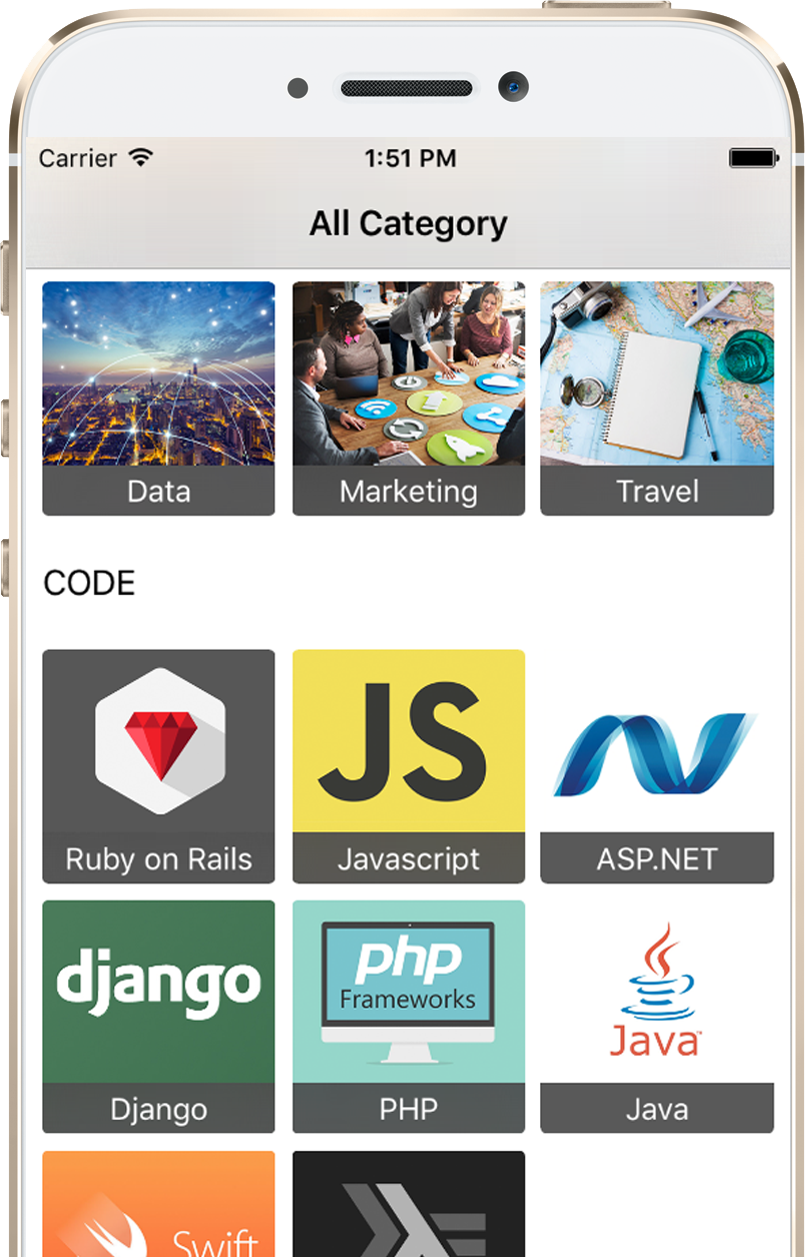 Carrier 1:51 PM
All Category
Data Marketing Travel
CODE
JS
Ruby on Rails Javascript ASP.NET
django php
Frameworks
Java™
Django PHP Java
Swift